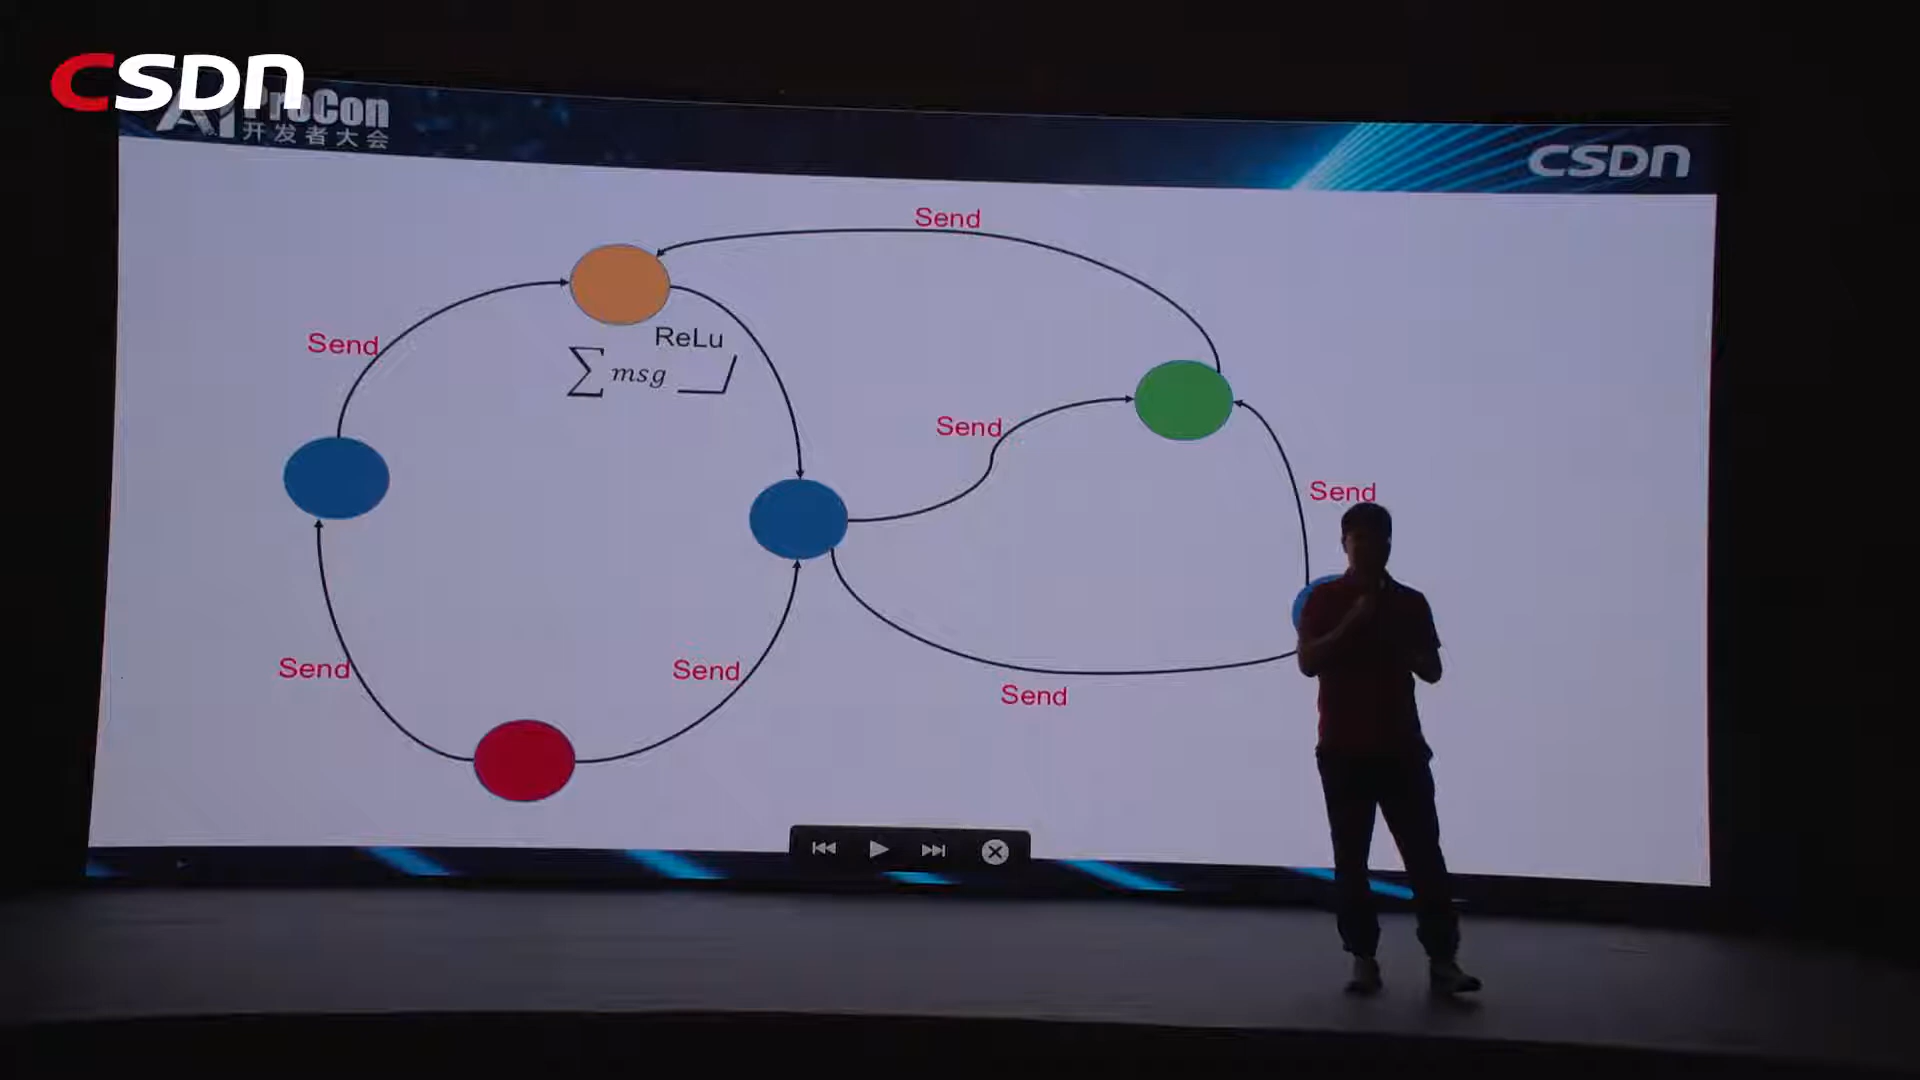 CSDN
AI ProCon
开发者大会
CSDN
Send
Send
ReLu
∑ msg
Send
Send
Send
Send
Send